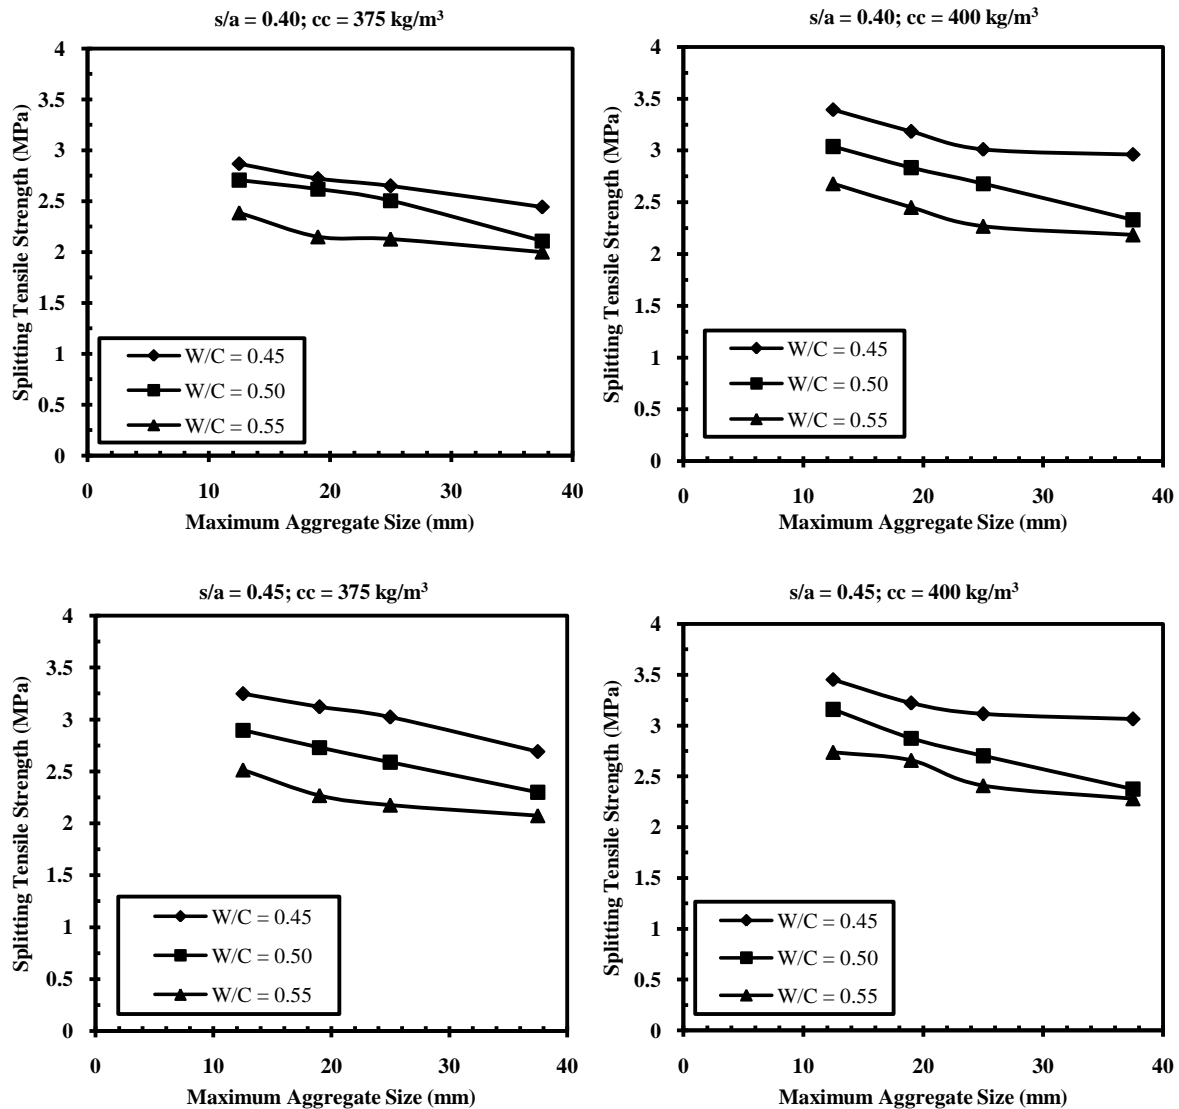 s/a = 0.40; cc = 375 kg/m³
Splitting Tensile Strength (MPa)
4
3.5
3
2.5
2
1.5
1
0.5
0
W/C = 0.45
W/C = 0.50
W/C = 0.55
0 10 20 30 40
Maximum Aggregate Size (mm)
s/a = 0.40; cc = 400 kg/m³
Splitting Tensile Strength (MPa)
4
3.5
3
2.5
2
1.5
1
0.5
0
W/C = 0.45
W/C = 0.50
W/C = 0.55
0 10 20 30 40
Maximum Aggregate Size (mm)
s/a = 0.45; cc = 375 kg/m³
Splitting Tensile Strength (MPa)
4
3.5
3
2.5
2
1.5
1
0.5
0
W/C = 0.45
W/C = 0.50
W/C = 0.55
0 10 20 30 40
Maximum Aggregate Size (mm)
s/a = 0.45; cc = 400 kg/m³
Splitting Tensile Strength (MPa)
4
3.5
3
2.5
2
1.5
1
0.5
0
W/C = 0.45
W/C = 0.50
W/C = 0.55
0 10 20 30 40
Maximum Aggregate Size (mm)